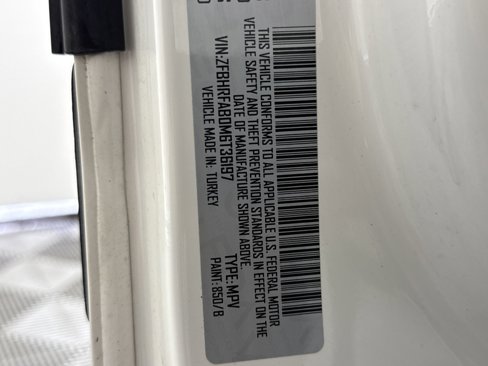 THIS VEHICLE CONFORMS TO ALL APPLICABLE U.S. FEDERAL MOTOR
VEHICLE SAFETY AND THEFT PREVENTION STANDARDS IN EFFECT ON THE
DATE OF MANUFACTURE SHOWN ABOVE.
VIN:ZFBHRFAB0M6T36197 TYPE: MPV
VEHICLE MADE IN: TURKEY PAINT: 850/B